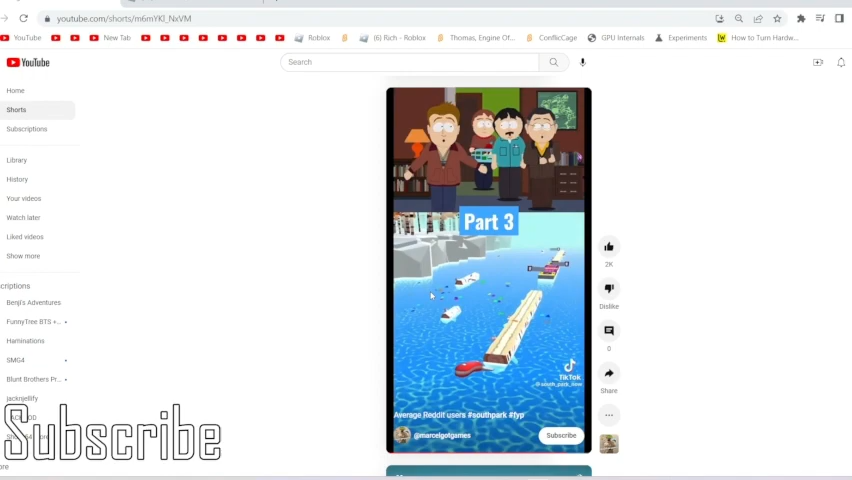 youtube.com/shorts/m6mYKl_NxVM
YouTube
New Tab
Roblox
(6) Rich - Roblox
Thomas, Engine Of...
ConflicCage
GPU Internals
Experiments
How to Turn Hardw...
YouTube
Search
Home
Shorts
Subscriptions
Library
History
Your videos
Watch later
Liked videos
Show more
criptions
Benji's Adventures
FunnyTree BTS +...
Haminations
SMG4
Blunt Brothers Pr...
jacknjellify
Subscribe
ore
Part 3
TikTok
@south_park_new
Average Reddit users #southpark #fyp
@marcelgotgames
Subscribe
2K
Dislike
0
Share